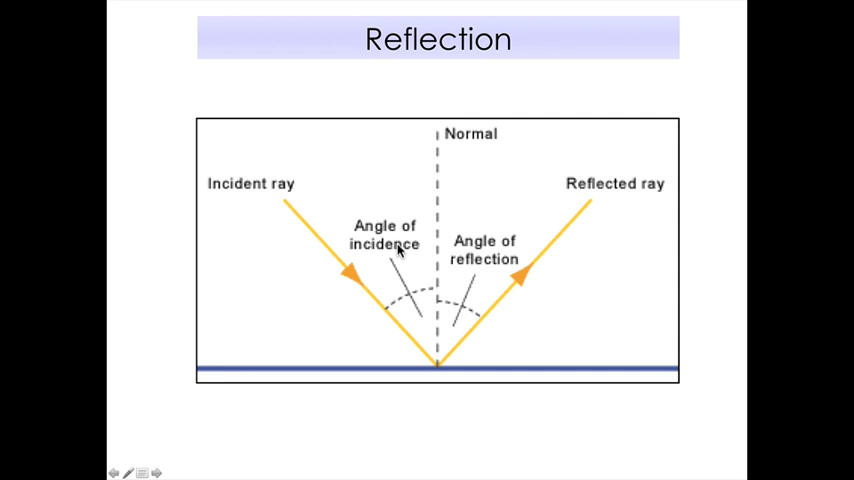 Reflection
Normal
Incident ray
Reflected ray
Angle of
incidence
Angle of
reflection